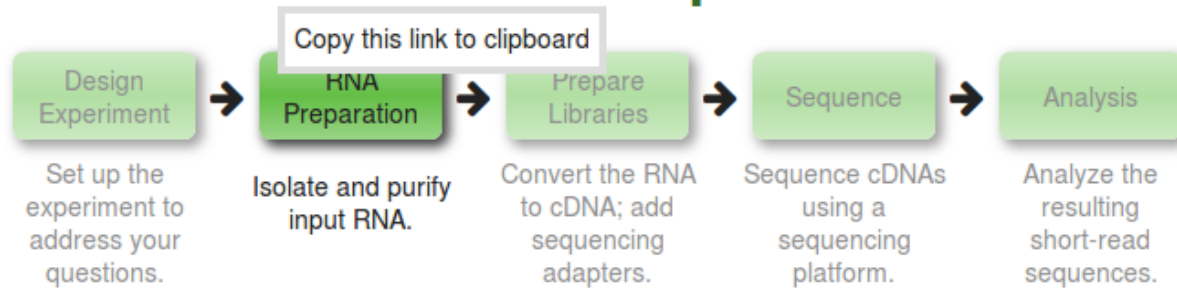 Copy this link to clipboard
Design
Experiment
RNA
Preparation
Prepare
Libraries
Sequence
Analysis
Set up the
experiment to
address your
questions.
Isolate and purify
input RNA.
Convert the RNA
to cDNA; add
sequencing
adapters.
Sequence cDNAs
using a
sequencing
platform.
Analyze the
resulting
short-read
sequences.